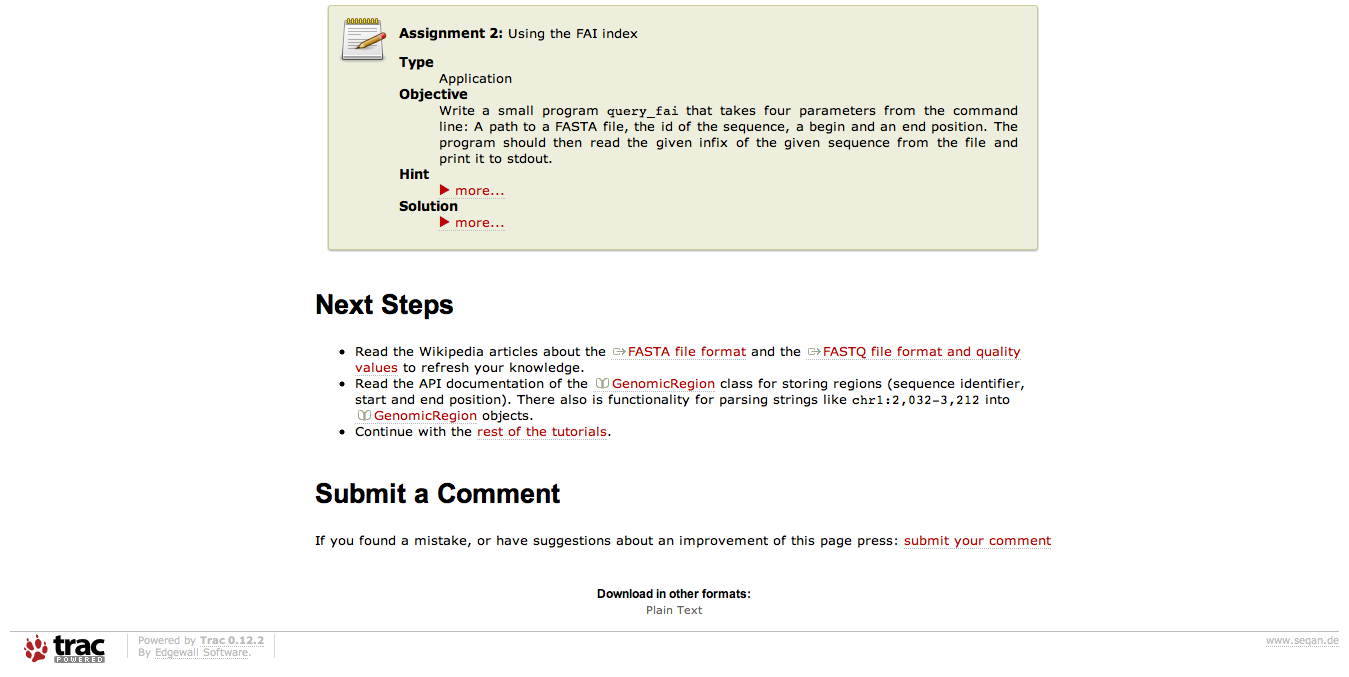 Assignment 2: Using the FAI index
Type
Application
Objective
Write a small program query_fai that takes four parameters from the command
line: A path to a FASTA file, the id of the sequence, a begin and an end position. The
program should then read the given infix of the given sequence from the file and
print it to stdout.
Hint
more...
Solution
more...
Next Steps
Read the Wikipedia articles about the FASTA file format and the FASTQ file format and quality
values to refresh your knowledge.
Read the API documentation of the GenomicRegion class for storing regions (sequence identifier,
start and end position). There also is functionality for parsing strings like chr1:2,032-3,212 into
GenomicRegion objects.
Continue with the rest of the tutorials.
Submit a Comment
If you found a mistake, or have suggestions about an improvement of this page press: submit your comment
Download in other formats:
Plain Text
trac
POWERED
Powered by Trac 0.12.2
By Edgewall Software.
www.seqan.de